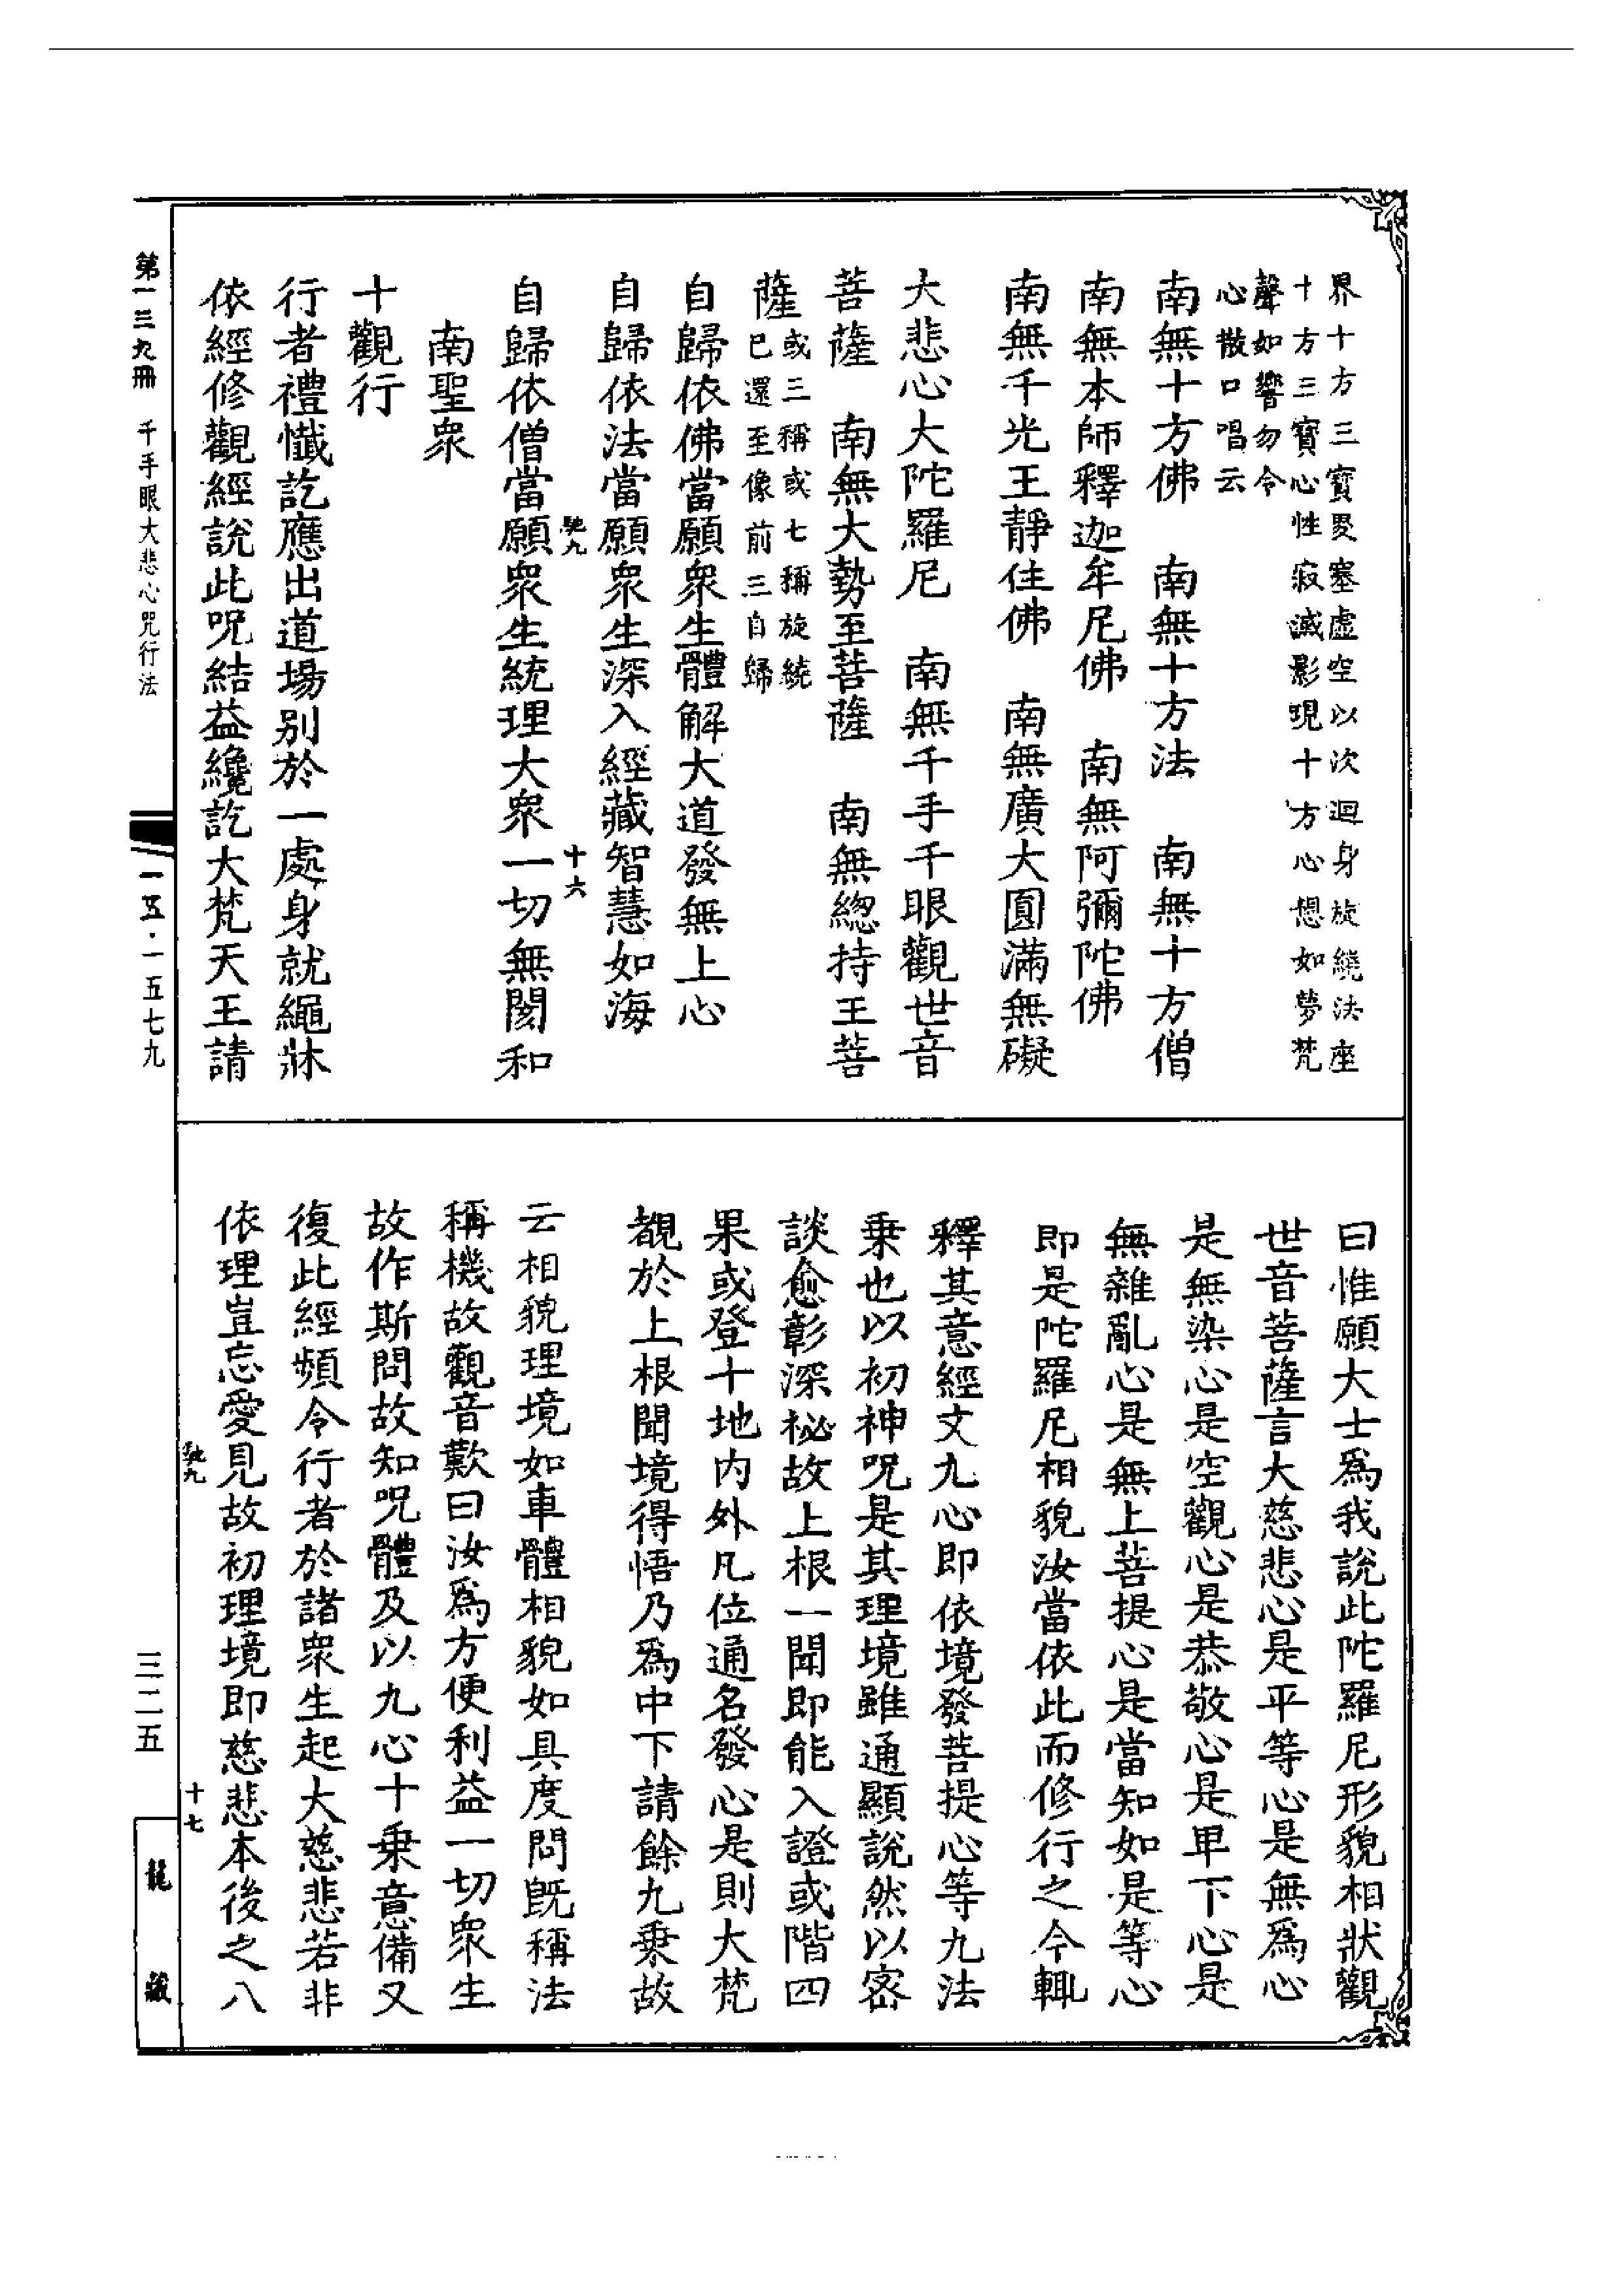 界十方三寶畟塞虛空以次迴身旋繞法座
十方三寶心性寂滅影現十方心想如夢梵
聲如響勿令
心散口唱云
南無十方佛　南無十方法　南無十方僧
南無本師釋迦牟尼佛　南無阿彌陀佛
南無千光王靜住佛　南無廣大圓滿無礙
大悲心大陀羅尼　南無千手千眼觀世音
菩薩　南無大勢至菩薩　南無緫持王菩
薩或三稱或七稱旋繞
已還至像前三自歸
自歸依佛當願衆生體解大道發無上心
自歸依法當願衆生深入經藏智慧如海
馳九　十六
自歸依僧當願衆生統理大衆一切無閡和
南聖衆
十觀行
行者禮懺訖應出道場别於一處身就繩牀
依經修觀經說此呪結益纔訖大梵天王請
曰惟願大士爲我說此陀羅尼形貌相狀觀
世音菩薩言大慈悲心是平等心是無爲心
是無染心是空觀心是恭敬心是卑下心是
無雜亂心是無上菩提心是當知如是等心
即是陀羅尼相貌汝當依此而修行之今輒
釋其意經文九心即依境發菩提心等九法
乗也以初神呪是其理境雖通顯說然以宻
談愈彰深祕故上根一聞即能入證或階四
果或登十地内外凡位通名發心是則大梵
覩於上根聞境得悟乃爲中下請餘九乗故
云相貌理境如車體相貌如具度問既稱法
稱機故觀音歎曰汝爲方便利益一切衆生
故作斯問故知呪體及以九心十乗意備又
復此經頻令行者於諸衆生起大慈悲若非
依理豈忘愛見故初理境即慈悲本後之八
馳九　十七
第一三九冊　千手眼大悲心咒行法
一五·一五七九
三二五
龍藏